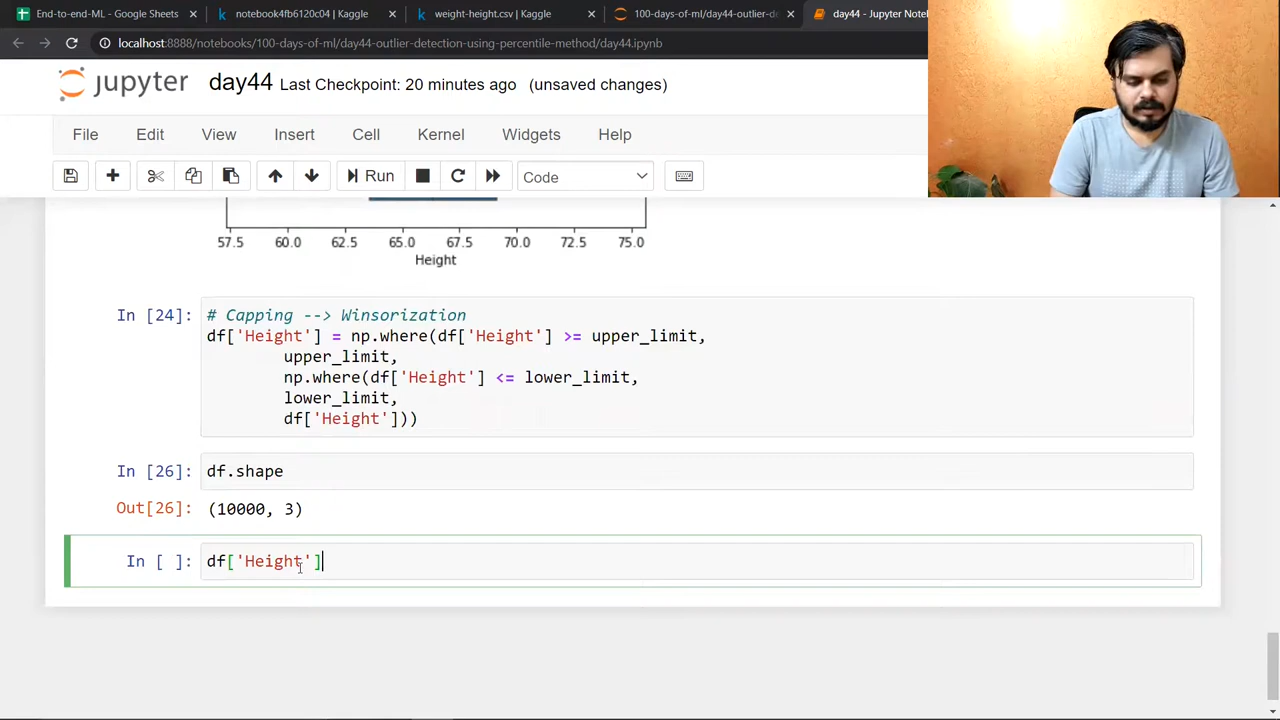 End-to-end-ML - Google Sheets
notebook4fb6120c04 | Kaggle
weight-height.csv | Kaggle
100-days-of-ml/day44-outlier-de
day44 - Jupyter Note
localhost:8888/notebooks/100-days-of-ml/day44-outlier-detection-using-percentile-method/day44.ipynb
jupyter day44 Last Checkpoint: 20 minutes ago (unsaved changes)
File Edit View Insert Cell Kernel Widgets Help
Run Code
57.5 60.0 62.5 65.0 67.5 70.0 72.5 75.0
Height
In [24]: # Capping --> Winsorization
df['Height'] = np.where(df['Height'] >= upper_limit,
upper_limit,
np.where(df['Height'] <= lower_limit,
lower_limit,
df['Height']))
In [26]: df.shape
Out[26]: (10000, 3)
In [ ]: df['Height']